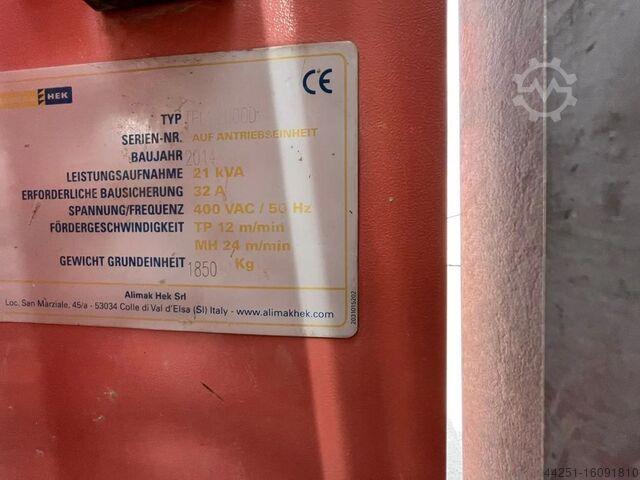 HEK
CE
TYP
SERIEN-NR. AUF ANTRIEBSEINHEIT
BAUJAHR 2014
LEISTUNGSAUFNAHME 21 kVA
ERFORDERLICHE BAUSICHERUNG 32 A
SPANNUNG/FREQUENZ 400 VAC / 50 Hz
FÖRDERGESCHWINDIGKEIT TP 12 m/min
MH 24 m/min
GEWICHT GRUNDEINHEIT 1850 Kg
Alimak Hek Srl
Loc. San Marziale, 45/a - 53034 Colle di Val d'Elsa (SI) Italy - www.alimakhek.com
2031015202
44251-16091810